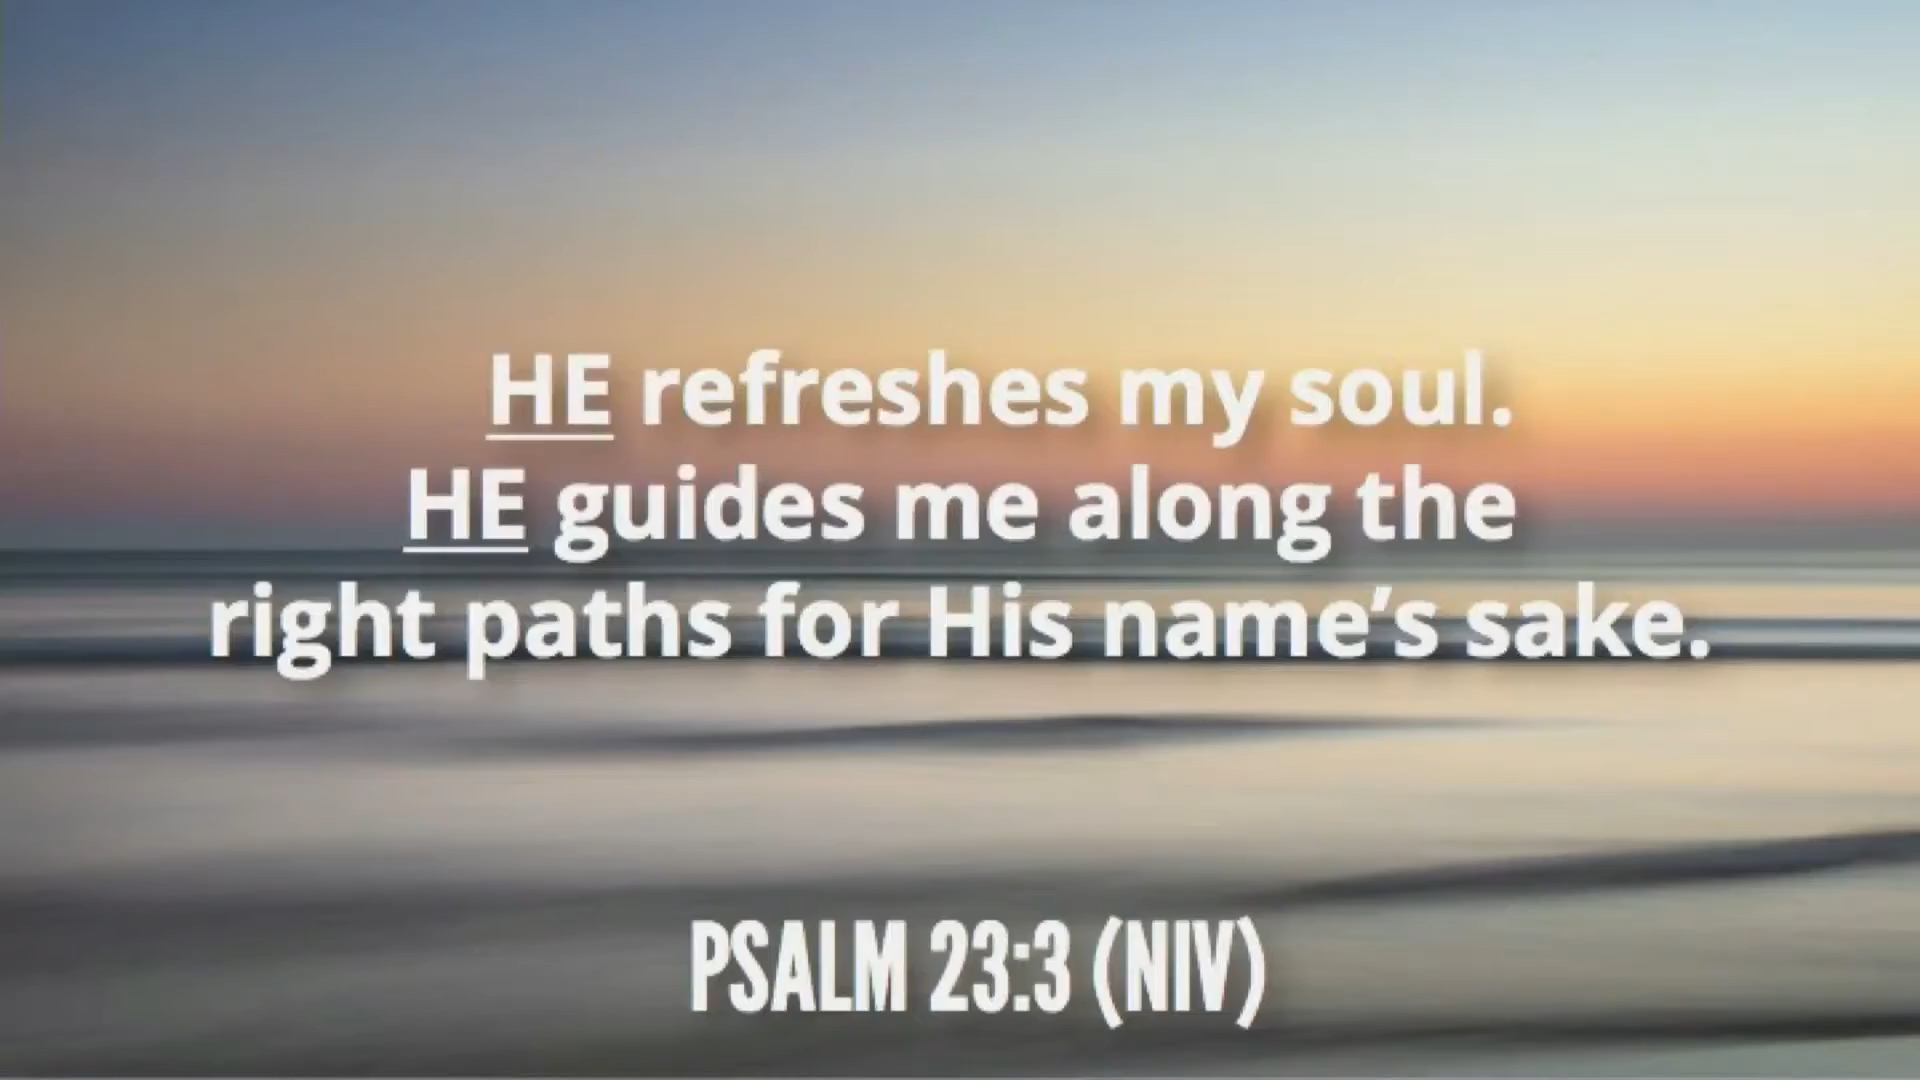 HE refreshes my soul.
HE guides me along the
right paths for His name’s sake.
PSALM 23:3 (NIV)